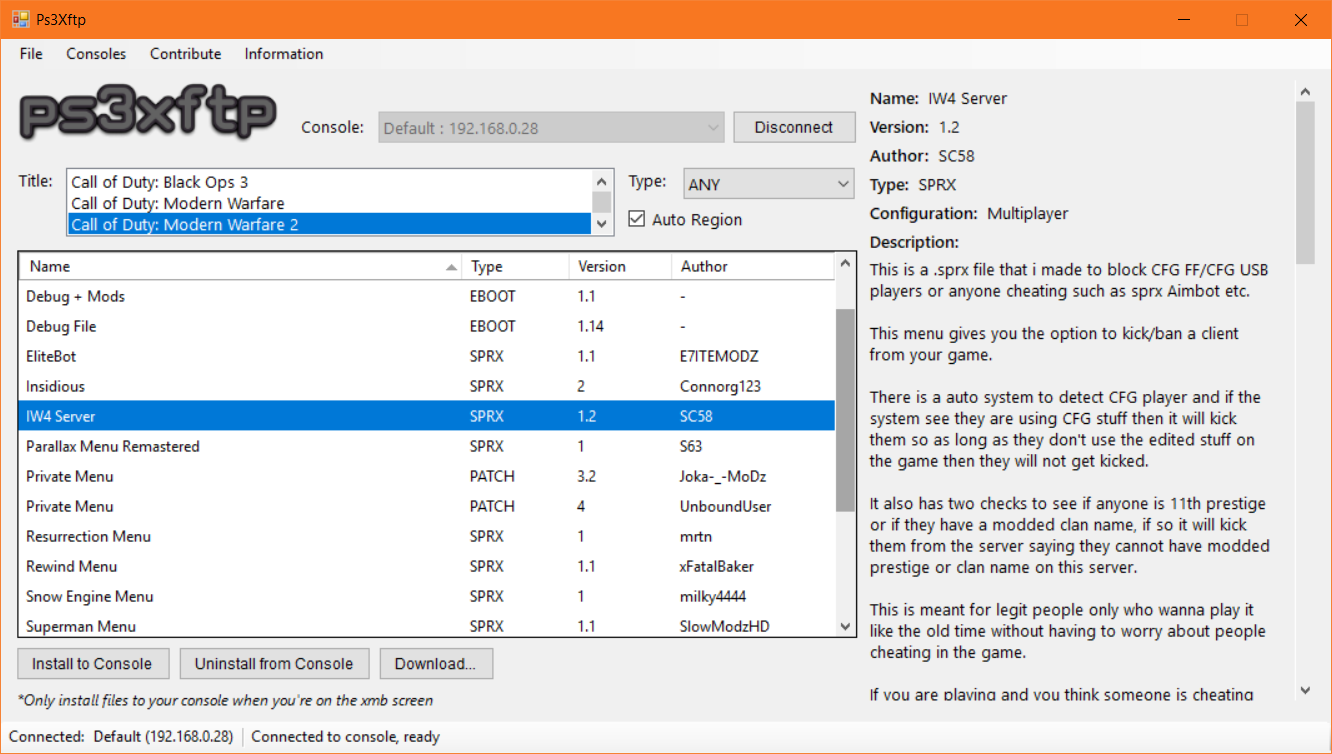 Ps3Xftp
File Consoles Contribute Information
ps3xftp
Console: Default : 192.168.0.28 Disconnect
Title:
Call of Duty: Black Ops 3
Call of Duty: Modern Warfare
Call of Duty: Modern Warfare 2
Type: ANY
Auto Region
Name Type Version Author
Debug + Mods EBOOT 1.1 -
Debug File EBOOT 1.14 -
EliteBot SPRX 1.1 E7ITEMODZ
Insidious SPRX 2 Connorg123
IW4 Server SPRX 1.2 SC58
Parallax Menu Remastered SPRX 1 S63
Private Menu PATCH 3.2 Joka-_-MoDz
Private Menu PATCH 4 UnboundUser
Resurrection Menu SPRX 1 mrtn
Rewind Menu SPRX 1.1 xFatalBaker
Snow Engine Menu SPRX 1 milky4444
Superman Menu SPRX 1.1 SlowModzHD
Install to Console Uninstall from Console Download...
*Only install files to your console when you're on the xmb screen
Name: IW4 Server
Version: 1.2
Author: SC58
Type: SPRX
Configuration: Multiplayer
Description:
This is a .sprx file that i made to block CFG FF/CFG USB
players or anyone cheating such as sprx Aimbot etc.
This menu gives you the option to kick/ban a client
from your game.
There is a auto system to detect CFG player and if the
system see they are using CFG stuff then it will kick
them so as long as they don't use the edited stuff on
the game then they will not get kicked.
It also has two checks to see if anyone is 11th prestige
or if they have a modded clan name, if so it will kick
them from the server saying they cannot have modded
prestige or clan name on this server.
This is meant for legit people only who wanna play it
like the old time without having to worry about people
cheating in the game.
If you are playing and you think someone is cheating
Connected: Default (192.168.0.28) Connected to console, ready